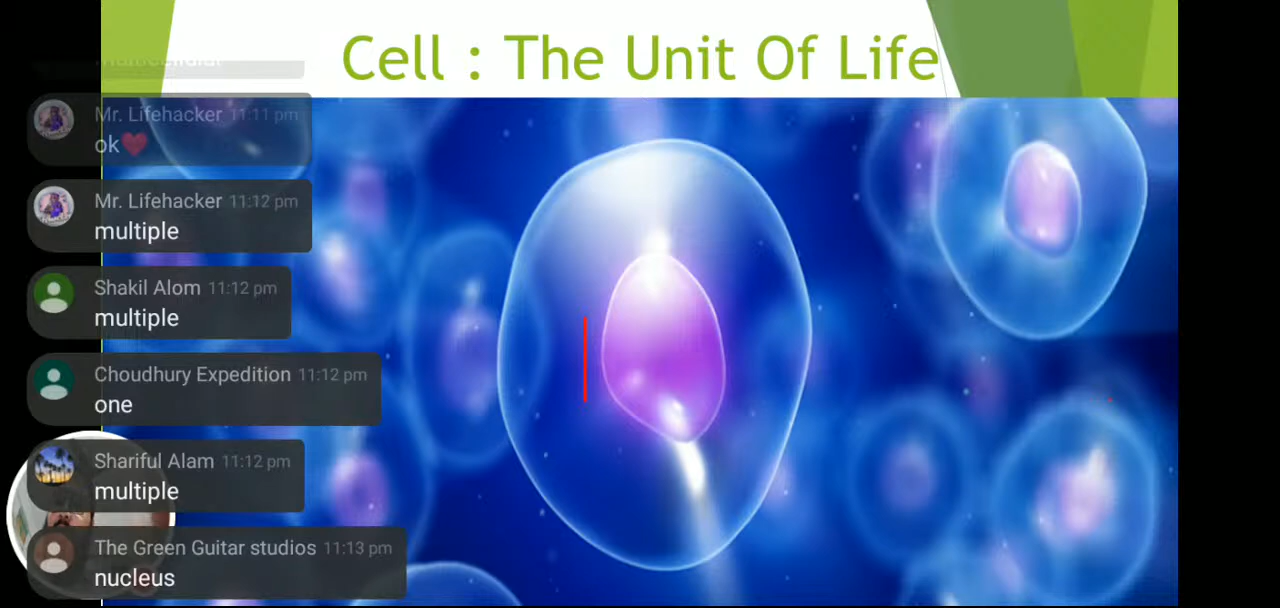 Cell : The Unit Of Life
Mr. Lifehacker 11:11 pm
ok❤️
Mr. Lifehacker 11:12 pm
multiple
Shakil Alom 11:12 pm
multiple
Choudhury Expedition 11:12 pm
one
Shariful Alam 11:12 pm
multiple
The Green Guitar studios 11:13 pm
nucleus